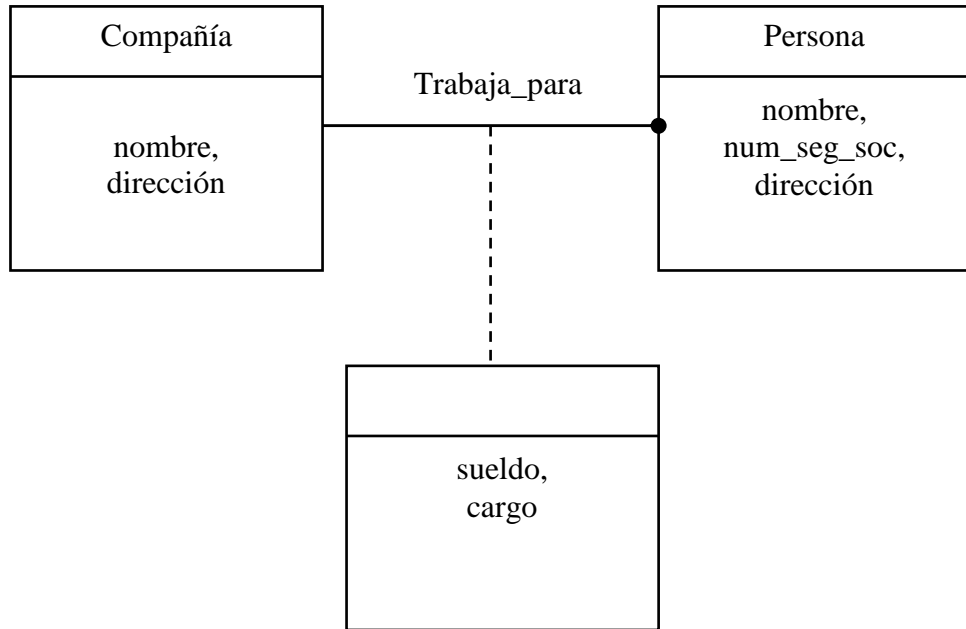 Compañía
nombre,
dirección
Trabaja_para
Persona
nombre,
num_seg_soc,
dirección
sueldo,
cargo